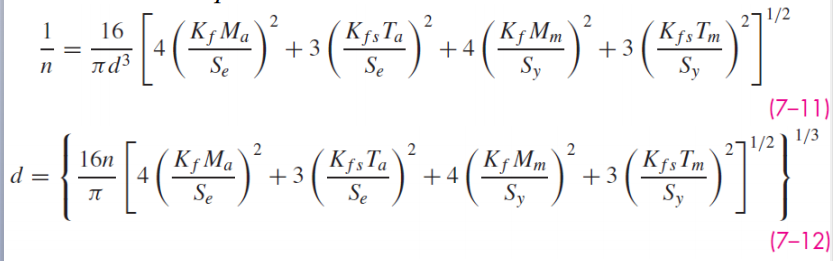 1/n = 16/πd³ [4(K_f M_a/S_e)² + 3(K_fs T_a/S_e)² + 4(K_f M_m/S_y)² + 3(K_fs T_m/S_y)²]^1/2
(7–11)
d = {16n/π [4(K_f M_a/S_e)² + 3(K_fs T_a/S_e)² + 4(K_f M_m/S_y)² + 3(K_fs T_m/S_y)²]^1/2}^1/3
(7–12)